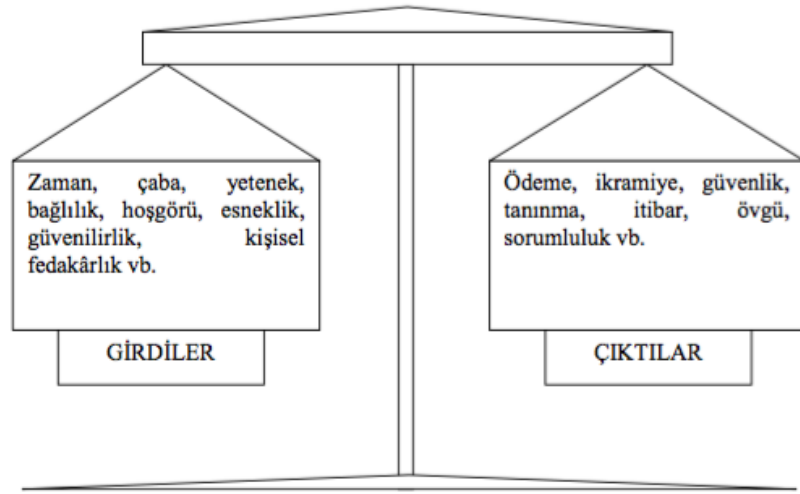 Zaman, çaba, yetenek,
bağlılık, hoşgörü, esneklik,
güvenilirlik, kişisel
fedakârlık vb.
GİRDİLER
Ödeme, ikramiye, güvenlik,
tanınma, itibar, övgü,
sorumluluk vb.
ÇIKTILAR